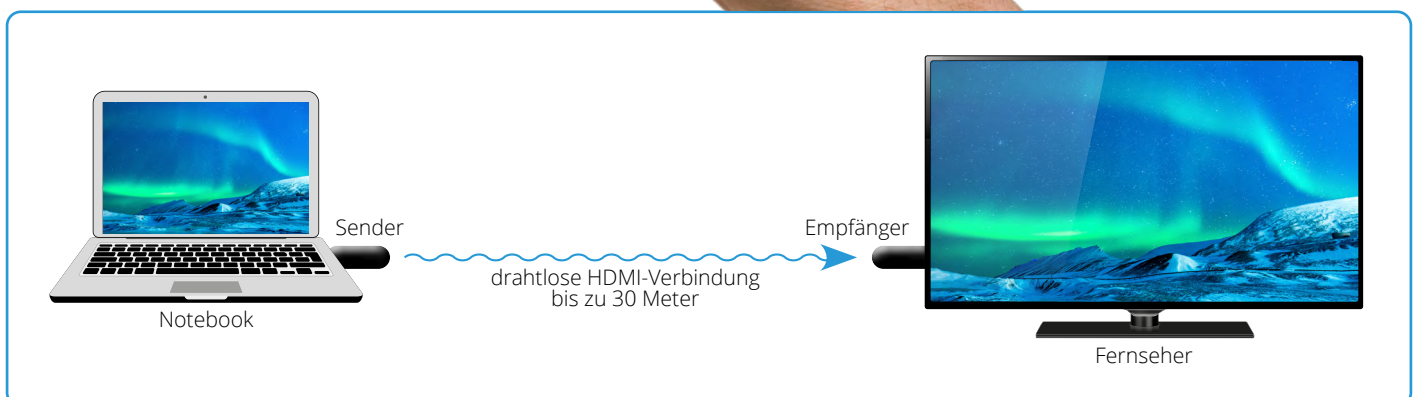 Sender
Empfänger
drahtlose HDMI-Verbindung
bis zu 30 Meter
Notebook
Fernseher